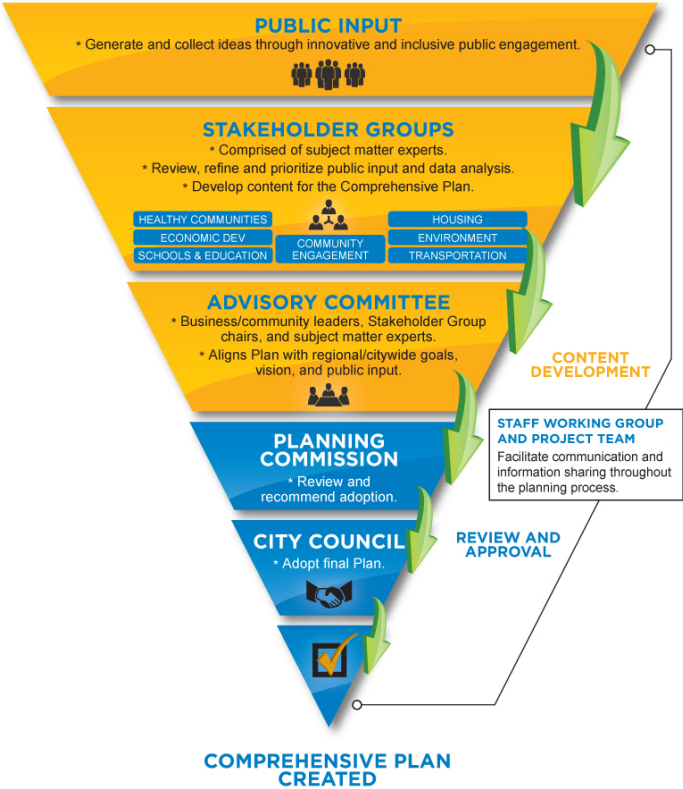 PUBLIC INPUT
* Generate and collect ideas through innovative and inclusive public engagement.
STAKEHOLDER GROUPS
* Comprised of subject matter experts.
* Review, refine and prioritize public input and data analysis.
* Develop content for the Comprehensive Plan.
HEALTHY COMMUNITIES
ECONOMIC DEV
SCHOOLS & EDUCATION
COMMUNITY
ENGAGEMENT
HOUSING
ENVIRONMENT
TRANSPORTATION
ADVISORY COMMITTEE
* Business/community leaders, Stakeholder Group
chairs, and subject matter experts.
* Aligns Plan with regional/citywide goals,
vision, and public input.
CONTENT
DEVELOPMENT
STAFF WORKING GROUP
AND PROJECT TEAM
Facilitate communication and
information sharing throughout
the planning process.
PLANNING
COMMISSION
* Review and
recommend adoption.
CITY COUNCIL
* Adopt final Plan.
REVIEW AND
APPROVAL
COMPREHENSIVE PLAN
CREATED